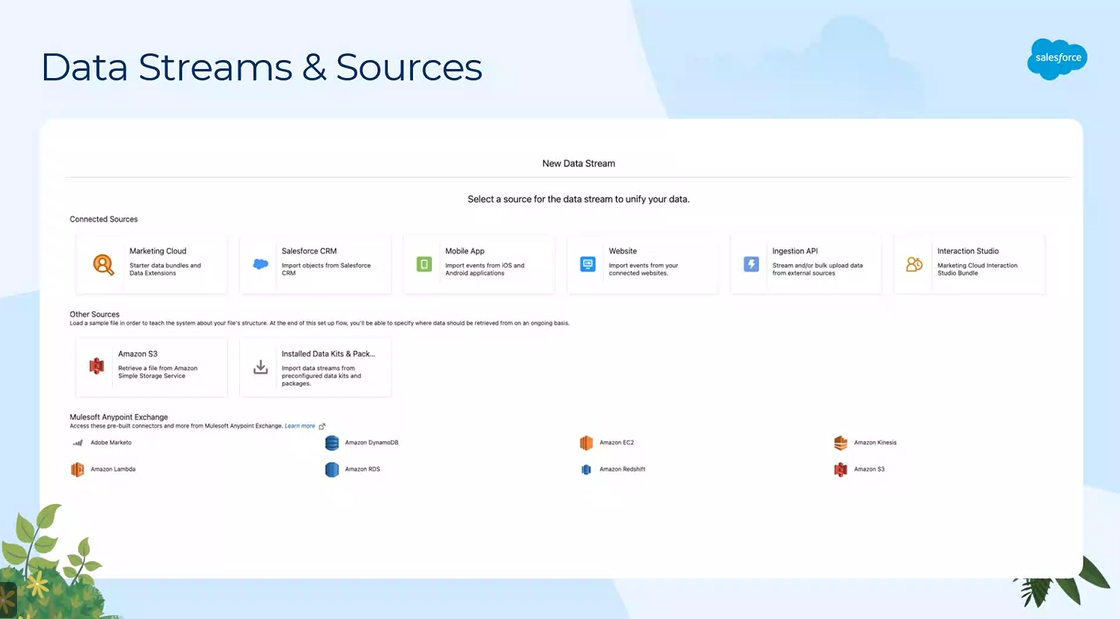 Data Streams & Sources
salesforce
New Data Stream
Select a source for the data stream to unify your data.
Connected Sources
Marketing Cloud
Starter data bundles and
Data Extensions
Salesforce CRM
Import objects from Salesforce
CRM
Mobile App
Import events from iOS and
Android applications
Website
Import events from your
connected websites.
Ingestion API
Stream and/or bulk upload data
from external sources
Interaction Studio
Marketing Cloud Interaction
Studio Bundle
Other Sources
Load a sample file in order to teach the system about your file's structure. At the end of this set up flow, you'll be able to specify where data should be retrieved from on an ongoing basis.
Amazon S3
Retrieve a file from Amazon
Simple Storage Service
Installed Data Kits & Pack...
Import data streams from
preconfigured data kits and
packages.
Mulesoft Anypoint Exchange
Access these pre-built connectors and more from Mulesoft Anypoint Exchange. Learn more
Adobe Marketo
Amazon DynamoDB
Amazon EC2
Amazon Kinesis
Amazon Lambda
Amazon RDS
Amazon Redshift
Amazon S3